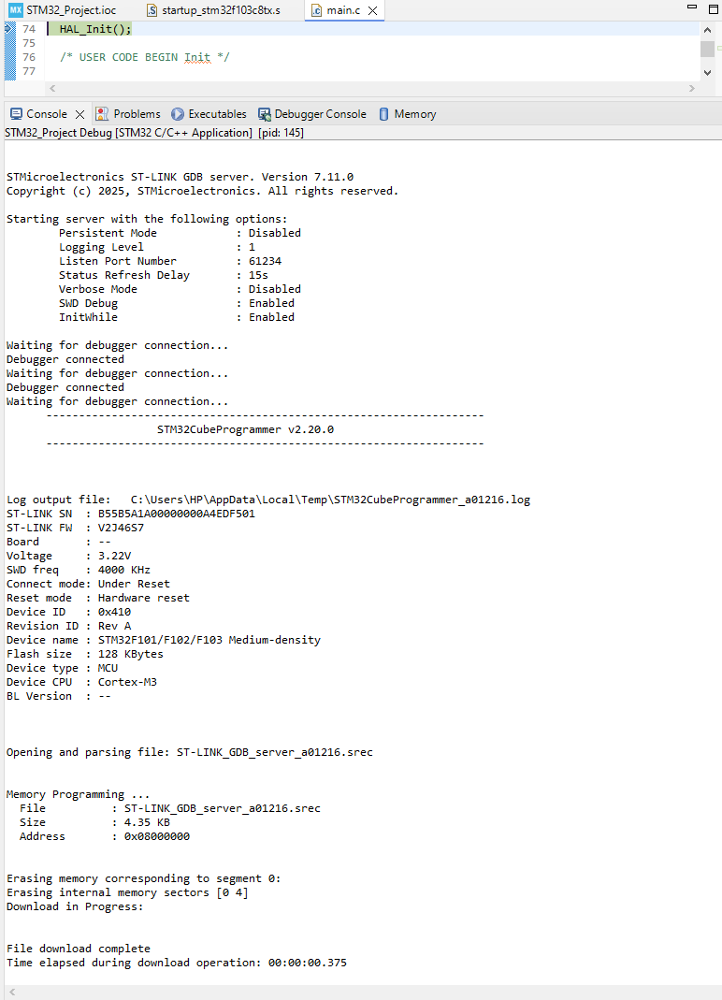 MX STM32_Project.ioc startup_stm32f103c8tx.s main.c
74 HAL_Init();
75
76 /* USER CODE BEGIN Init */
77
Console Problems Executables Debugger Console Memory
STM32_Project Debug [STM32 C/C++ Application] [pid: 145]
STMicroelectronics ST-LINK GDB server. Version 7.11.0
Copyright (c) 2025, STMicroelectronics. All rights reserved.
Starting server with the following options:
Persistent Mode : Disabled
Logging Level : 1
Listen Port Number : 61234
Status Refresh Delay : 15s
Verbose Mode : Disabled
SWD Debug : Enabled
InitWhile : Enabled
Waiting for debugger connection...
Debugger connected
Waiting for debugger connection...
Debugger connected
Waiting for debugger connection...
-------------------------------------------------------------------
STM32CubeProgrammer v2.20.0
-------------------------------------------------------------------
Log output file: C:\Users\HP\AppData\Local\Temp\STM32CubeProgrammer_a01216.log
ST-LINK SN : B55B5A1A00000000A4EDF501
ST-LINK FW : V2J46S7
Board : --
Voltage : 3.22V
SWD freq : 4000 KHz
Connect mode: Under Reset
Reset mode : Hardware reset
Device ID : 0x410
Revision ID : Rev A
Device name : STM32F101/F102/F103 Medium-density
Flash size : 128 KBytes
Device type : MCU
Device CPU : Cortex-M3
BL Version : --
Opening and parsing file: ST-LINK_GDB_server_a01216.srec
Memory Programming ...
File : ST-LINK_GDB_server_a01216.srec
Size : 4.35 KB
Address : 0x08000000
Erasing memory corresponding to segment 0:
Erasing internal memory sectors [0 4]
Download in Progress:
File download complete
Time elapsed during download operation: 00:00:00.375